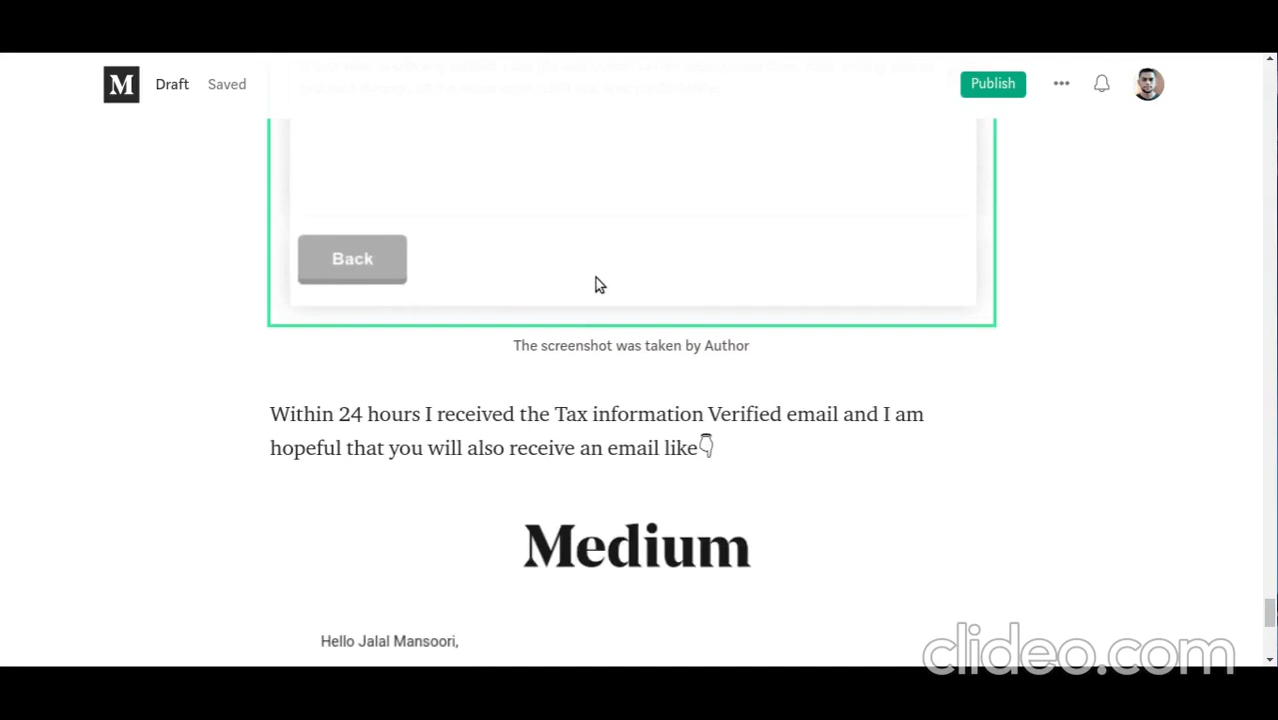 M Draft Saved Publish
Back
The screenshot was taken by Author
Within 24 hours I received the Tax information Verified email and I am
hopeful that you will also receive an email like👇
Medium
Hello Jalal Mansoori,
clideo.com